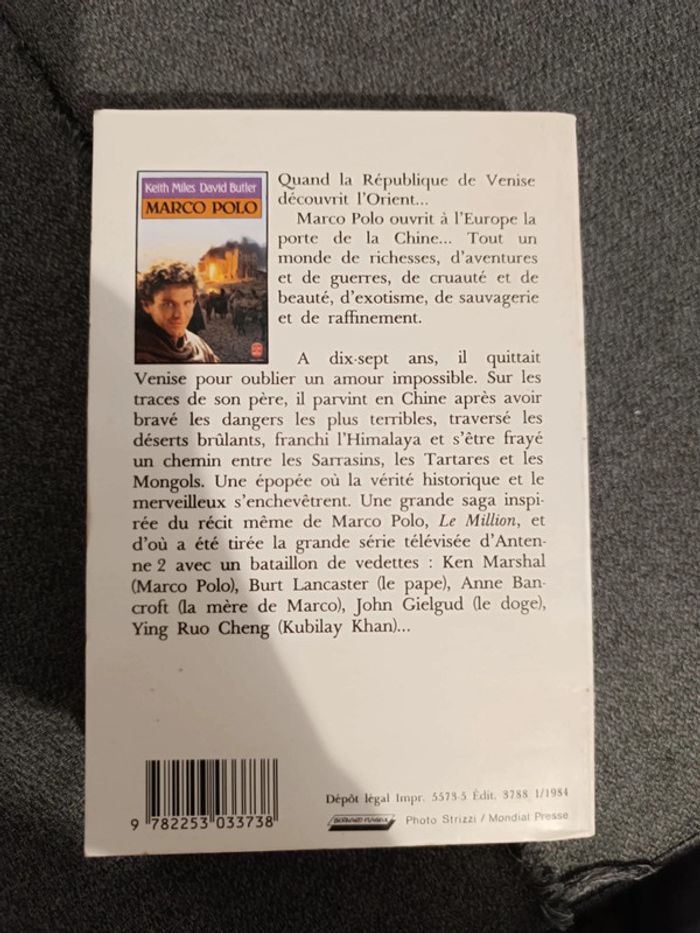 Keith Miles David Butler
MARCO POLO
Quand la République de Venise
découvrit l'Orient...
Marco Polo ouvrit à l'Europe la
porte de la Chine... Tout un
monde de richesses, d'aventures
et de guerres, de cruauté et de
beauté, d'exotisme, de sauvagerie
et de raffinement.
A dix-sept ans, il quittait
Venise pour oublier un amour impossible. Sur les
traces de son père, il parvint en Chine après avoir
bravé les dangers les plus terribles, traversé les
déserts brûlants, franchi l'Himalaya et s'être frayé
un chemin entre les Sarrasins, les Tartares et les
Mongols. Une épopée où la vérité historique et le
merveilleux s'enchevêtrent. Une grande saga inspi-
rée du récit même de Marco Polo, Le Million, et
d'où a été tirée la grande série télévisée d'Anten-
ne 2 avec un bataillon de vedettes : Ken Marshal
(Marco Polo), Burt Lancaster (le pape), Anne Ban-
croft (la mère de Marco), John Gielgud (le doge),
Ying Ruo Cheng (Kubilay Khan)...
Dépôt légal Impr. 5573-5 Édit. 3788 1/1984
Photo Strizzi / Mondial Presse
9 782253 033738